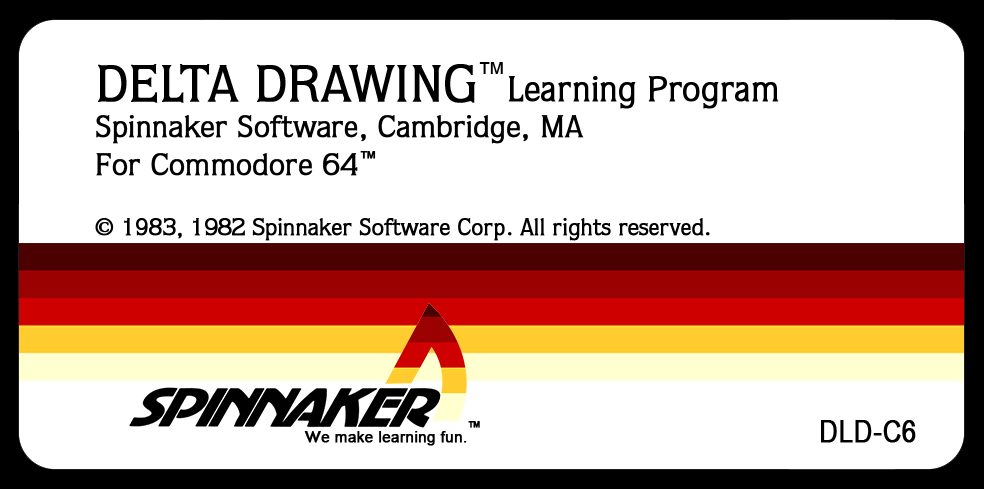 DELTA DRAWING™ Learning Program
Spinnaker Software, Cambridge, MA
For Commodore 64™
© 1983, 1982 Spinnaker Software Corp. All rights reserved.
SPINNAKER™
We make learning fun.
DLD-C6